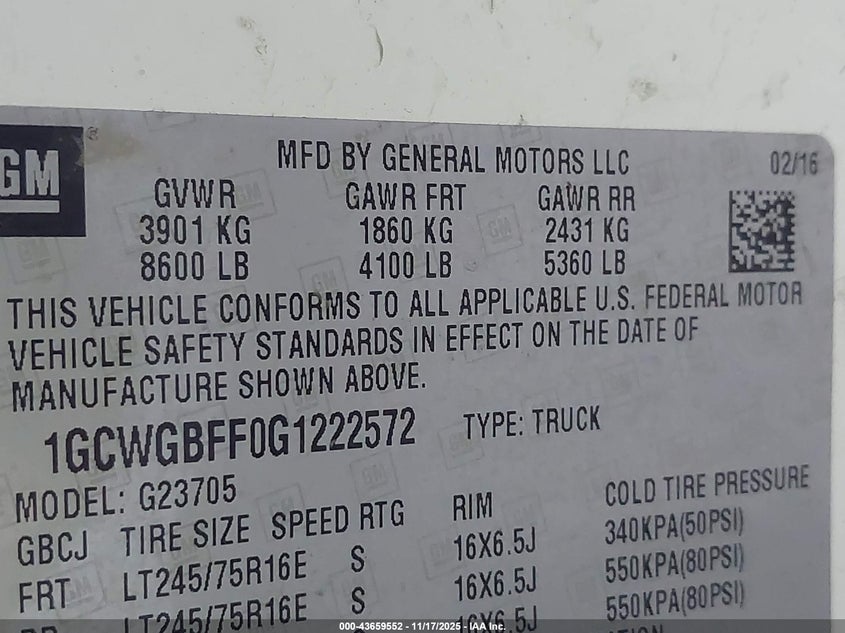 GM ®
MFD BY GENERAL MOTORS LLC 02/16
GVWR GAWR FRT GAWR RR
3901 KG 1860 KG 2431 KG
8600 LB 4100 LB 5360 LB
THIS VEHICLE CONFORMS TO ALL APPLICABLE U.S. FEDERAL MOTOR
VEHICLE SAFETY STANDARDS IN EFFECT ON THE DATE OF
MANUFACTURE SHOWN ABOVE.
1GCWGBFF0G1222572 TYPE: TRUCK
MODEL: G23705
GBCJ TIRE SIZE SPEED RTG RIM COLD TIRE PRESSURE
FRT LT245/75R16E S 16X6.5J 340KPA(50PSI)
LT245/75R16E S 16X6.5J 550KPA(80PSI)
16X6.5J 550KPA(80PSI)
000-43659552 - 11/17/2025 - IAA Inc.